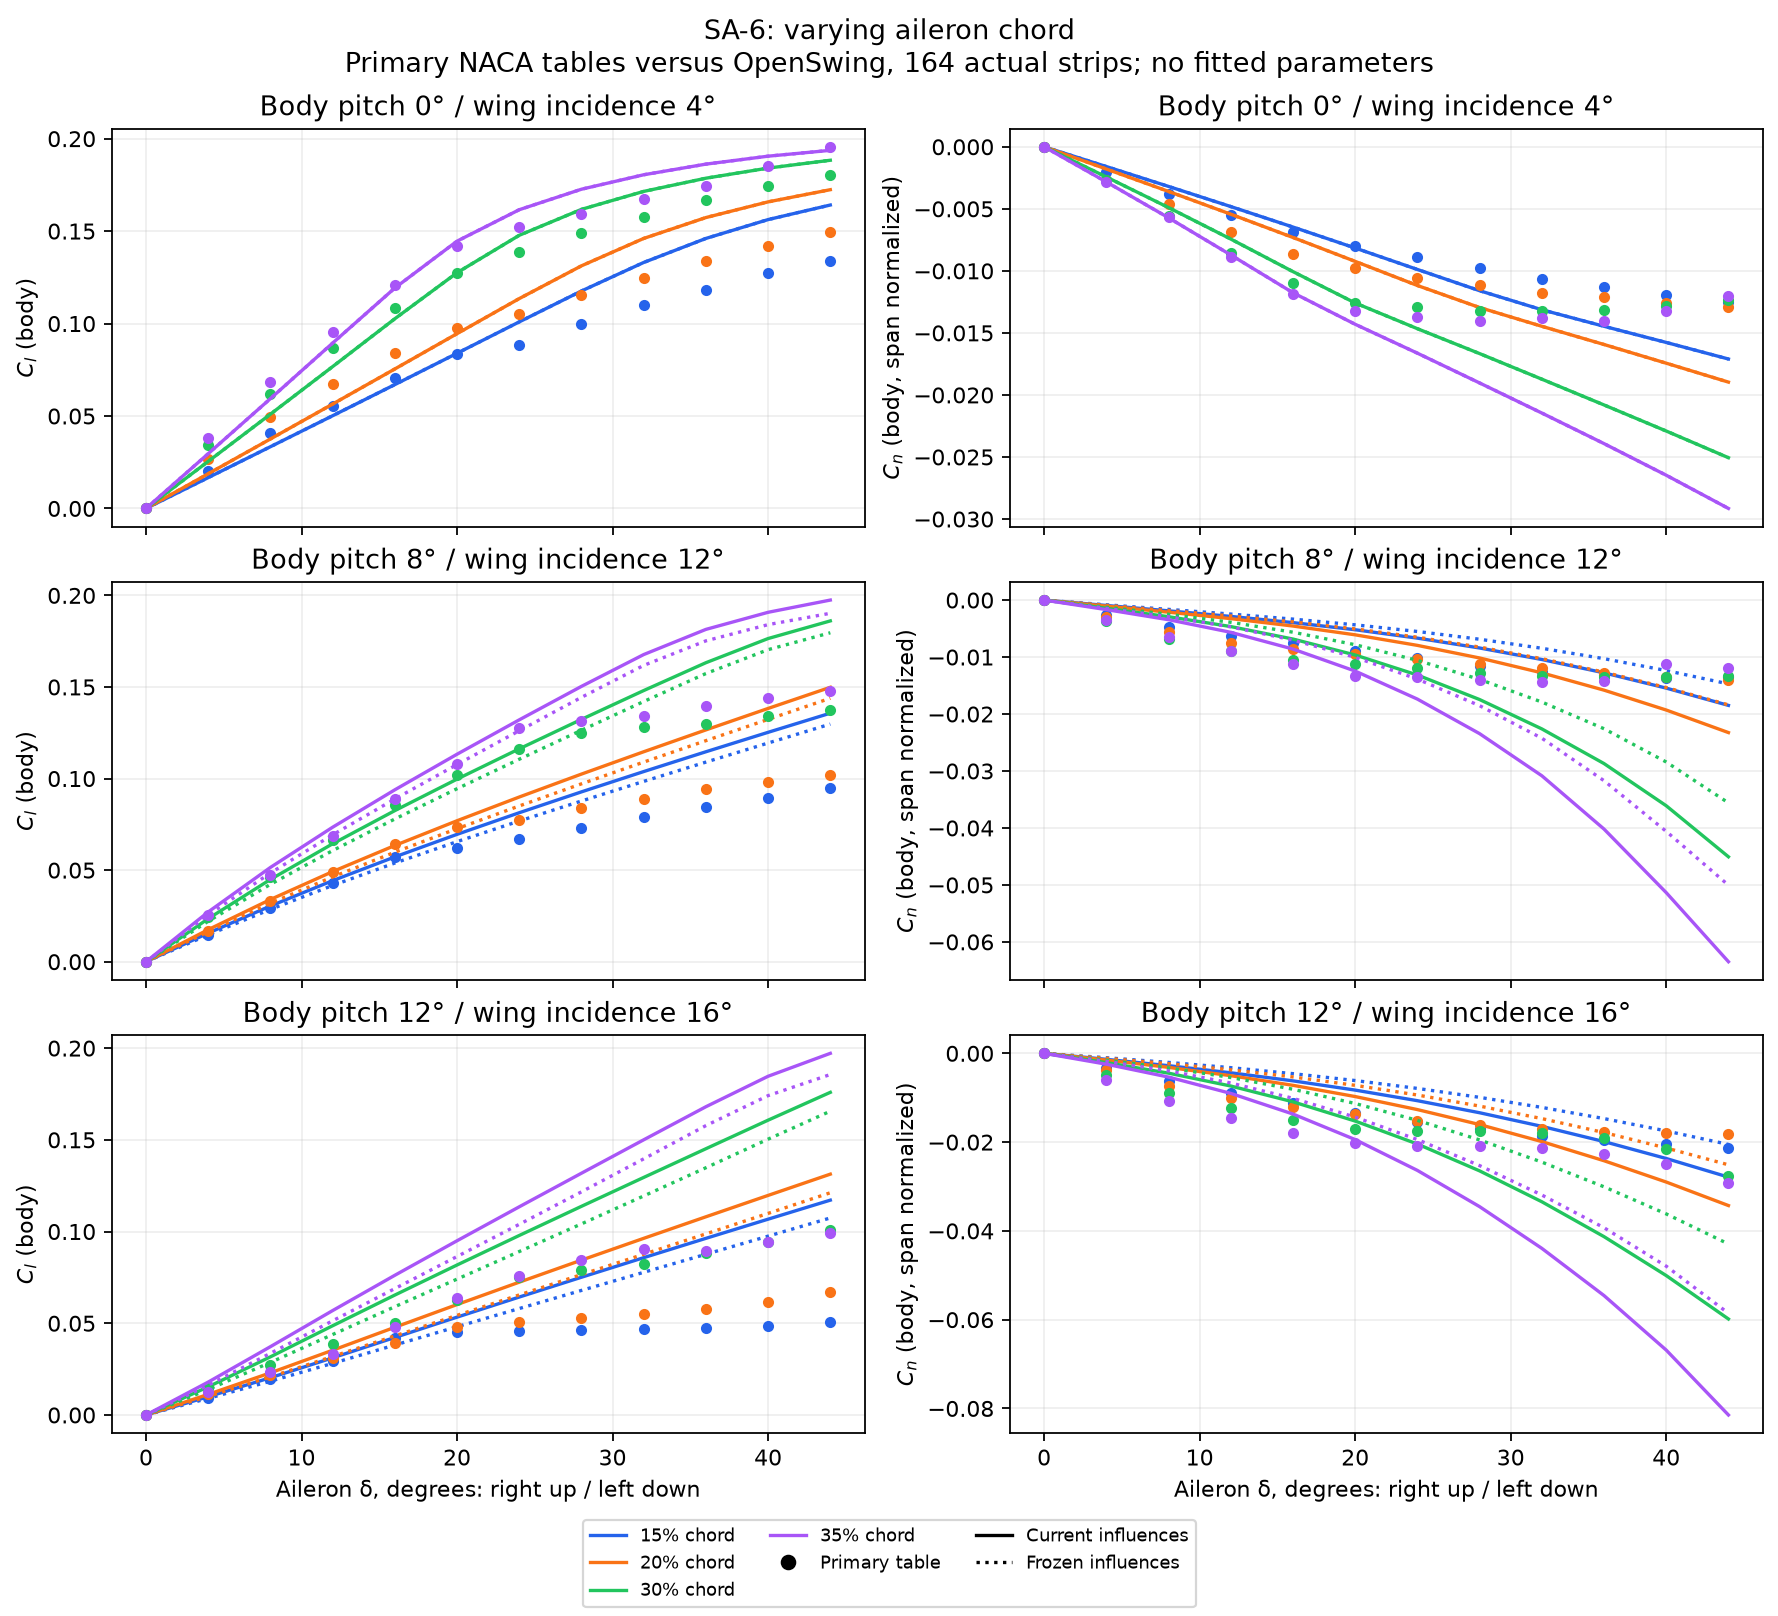 SA-6: varying aileron chord
Primary NACA tables versus OpenSwing, 164 actual strips; no fitted parameters
Body pitch 0° / wing incidence 4°
0.20
0.15
0.10
0.05
0.00
C_l (body)
Body pitch 0° / wing incidence 4°
0.000
−0.005
−0.010
−0.015
−0.020
−0.025
−0.030
C_n (body, span normalized)
Body pitch 8° / wing incidence 12°
0.20
0.15
0.10
0.05
0.00
C_l (body)
Body pitch 8° / wing incidence 12°
0.00
−0.01
−0.02
−0.03
−0.04
−0.05
−0.06
C_n (body, span normalized)
Body pitch 12° / wing incidence 16°
0.20
0.15
0.10
0.05
0.00
C_l (body)
0 10 20 30 40
Aileron δ, degrees: right up / left down
Body pitch 12° / wing incidence 16°
0.00
−0.02
−0.04
−0.06
−0.08
C_n (body, span normalized)
0 10 20 30 40
Aileron δ, degrees: right up / left down
15% chord
20% chord
30% chord
35% chord
Primary table
Current influences
Frozen influences